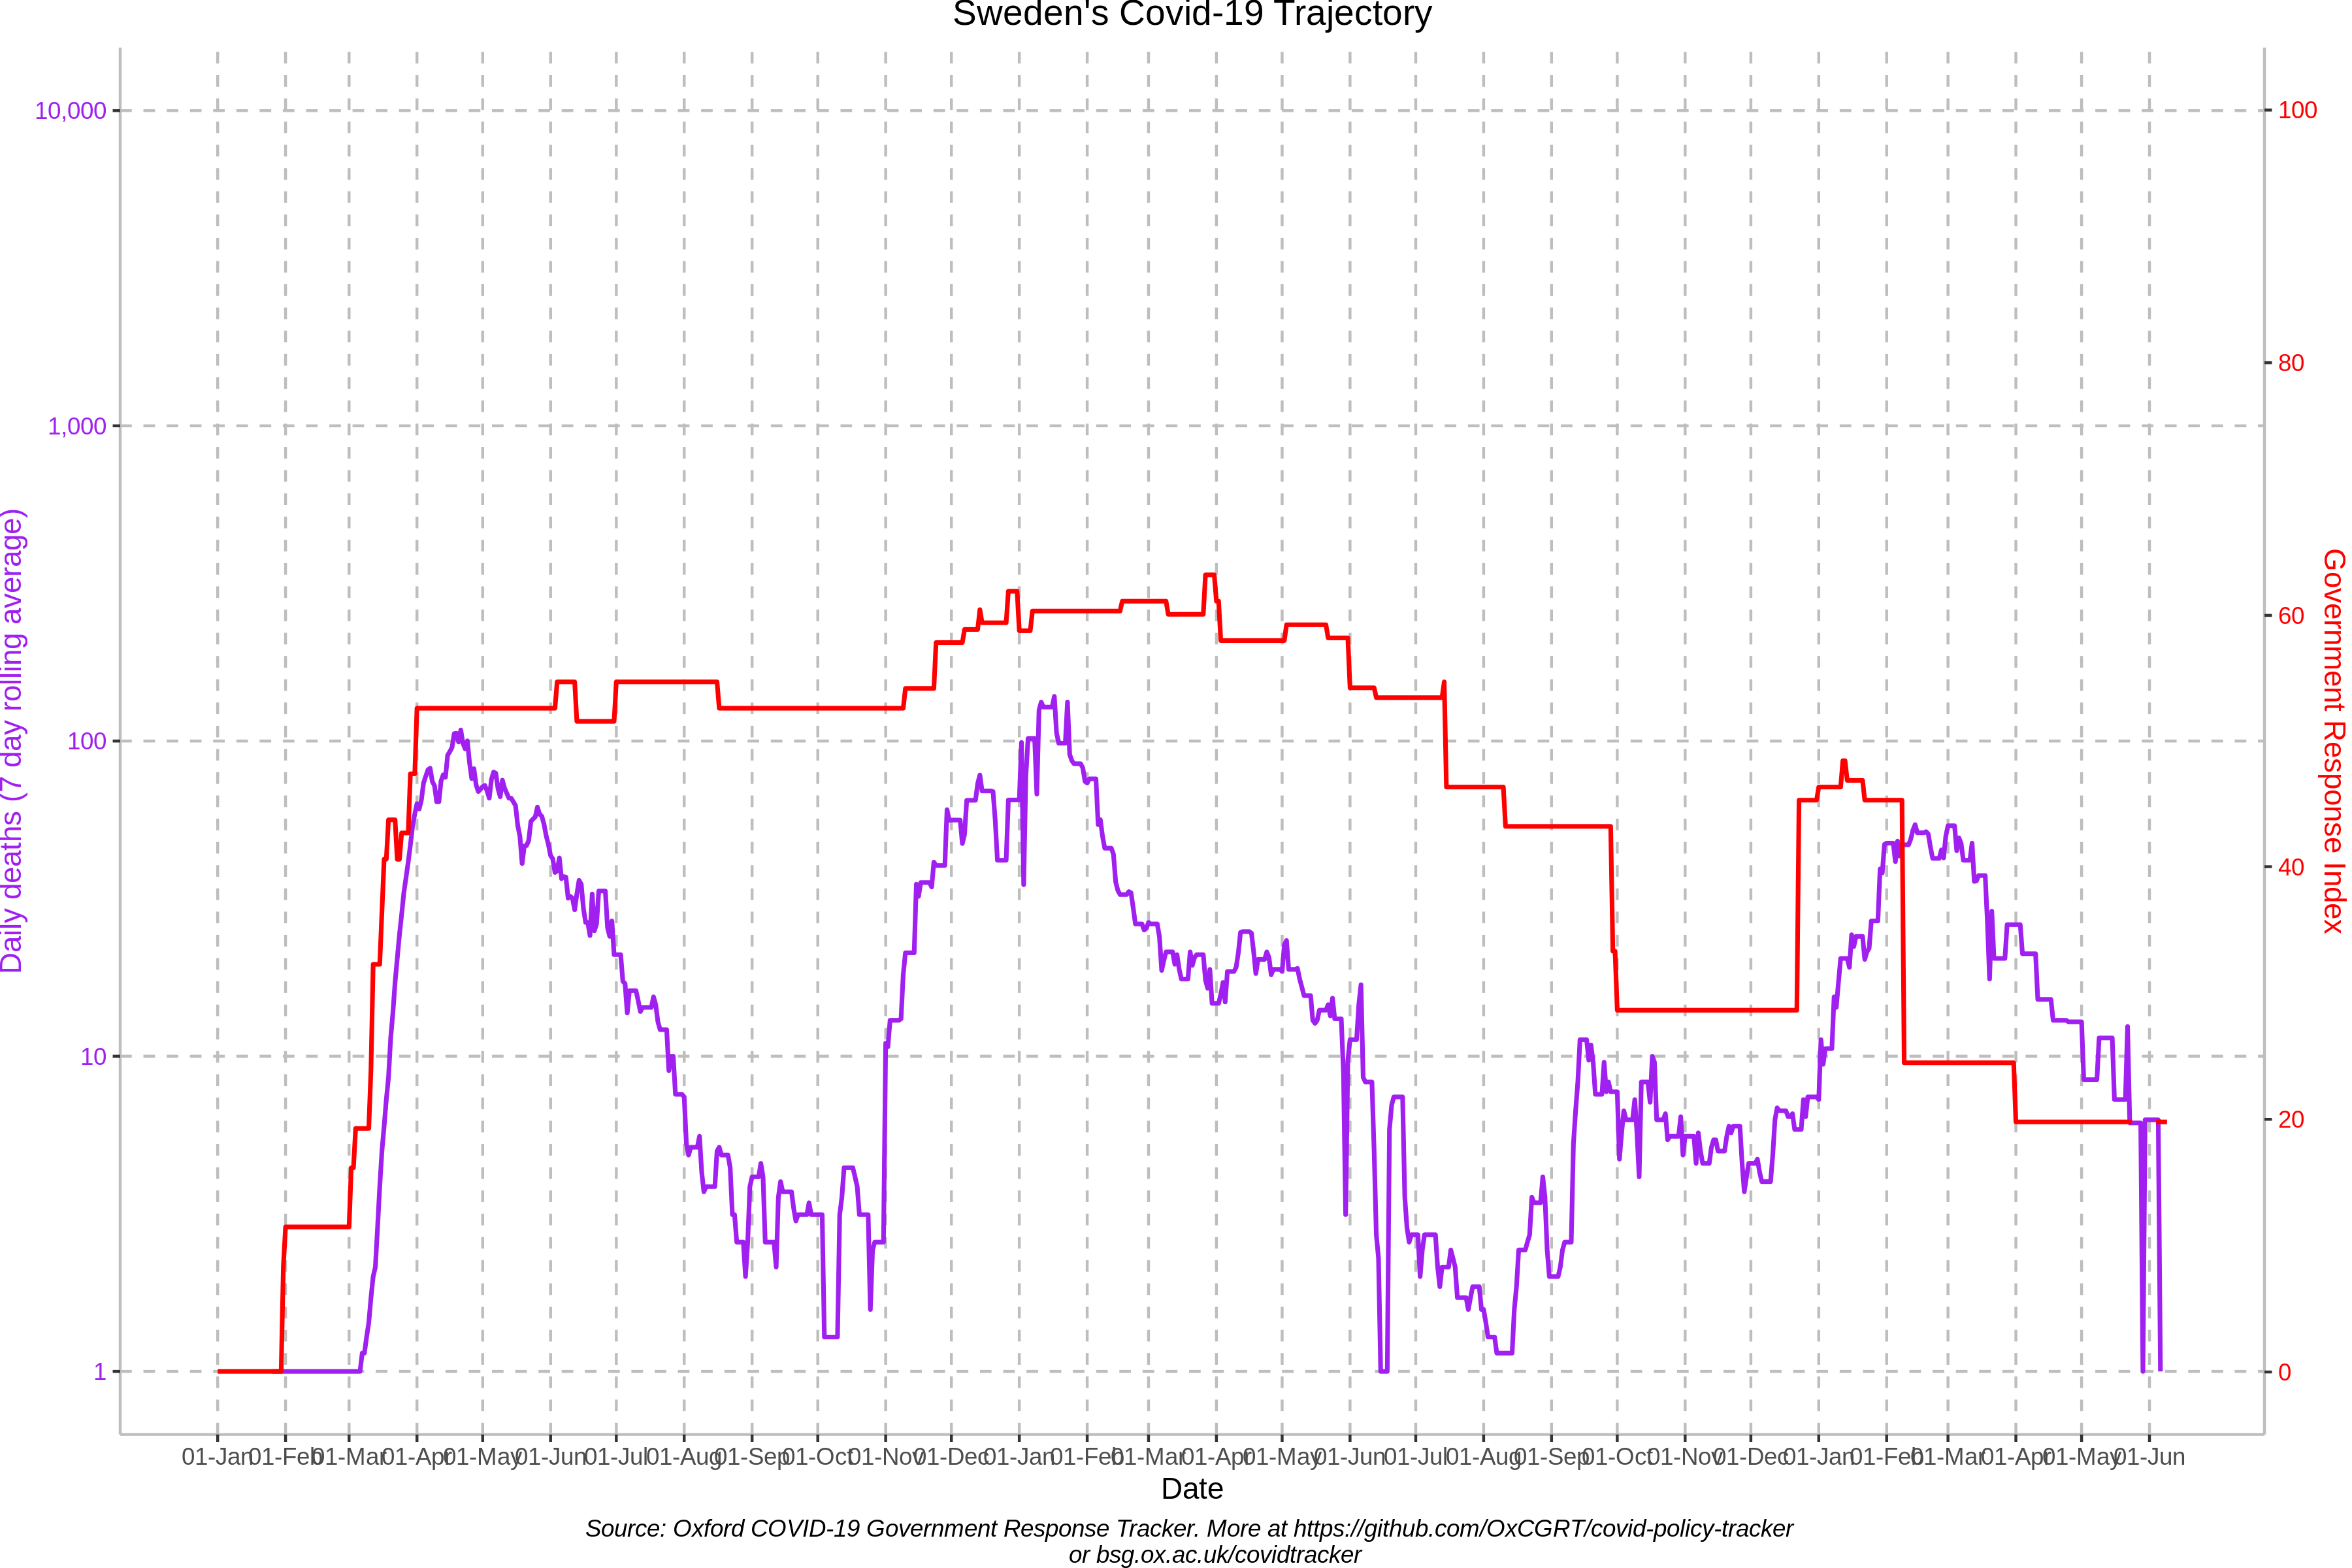 Sweden's Covid-19 Trajectory
10,000
1,000
100
10
1
Daily deaths (7 day rolling average)
100
80
60
40
20
0
Government Response Index
01-Jan 01-Feb 01-Mar 01-Apr 01-May 01-Jun 01-Jul 01-Aug 01-Sep 01-Oct 01-Nov 01-Dec 01-Jan 01-Feb 01-Mar 01-Apr 01-May 01-Jun 01-Jul 01-Aug 01-Sep 01-Oct 01-Nov 01-Dec 01-Jan 01-Feb 01-Mar 01-Apr 01-May 01-Jun
Date
Source: Oxford COVID-19 Government Response Tracker. More at https://github.com/OxCGRT/covid-policy-tracker
or bsg.ox.ac.uk/covidtracker